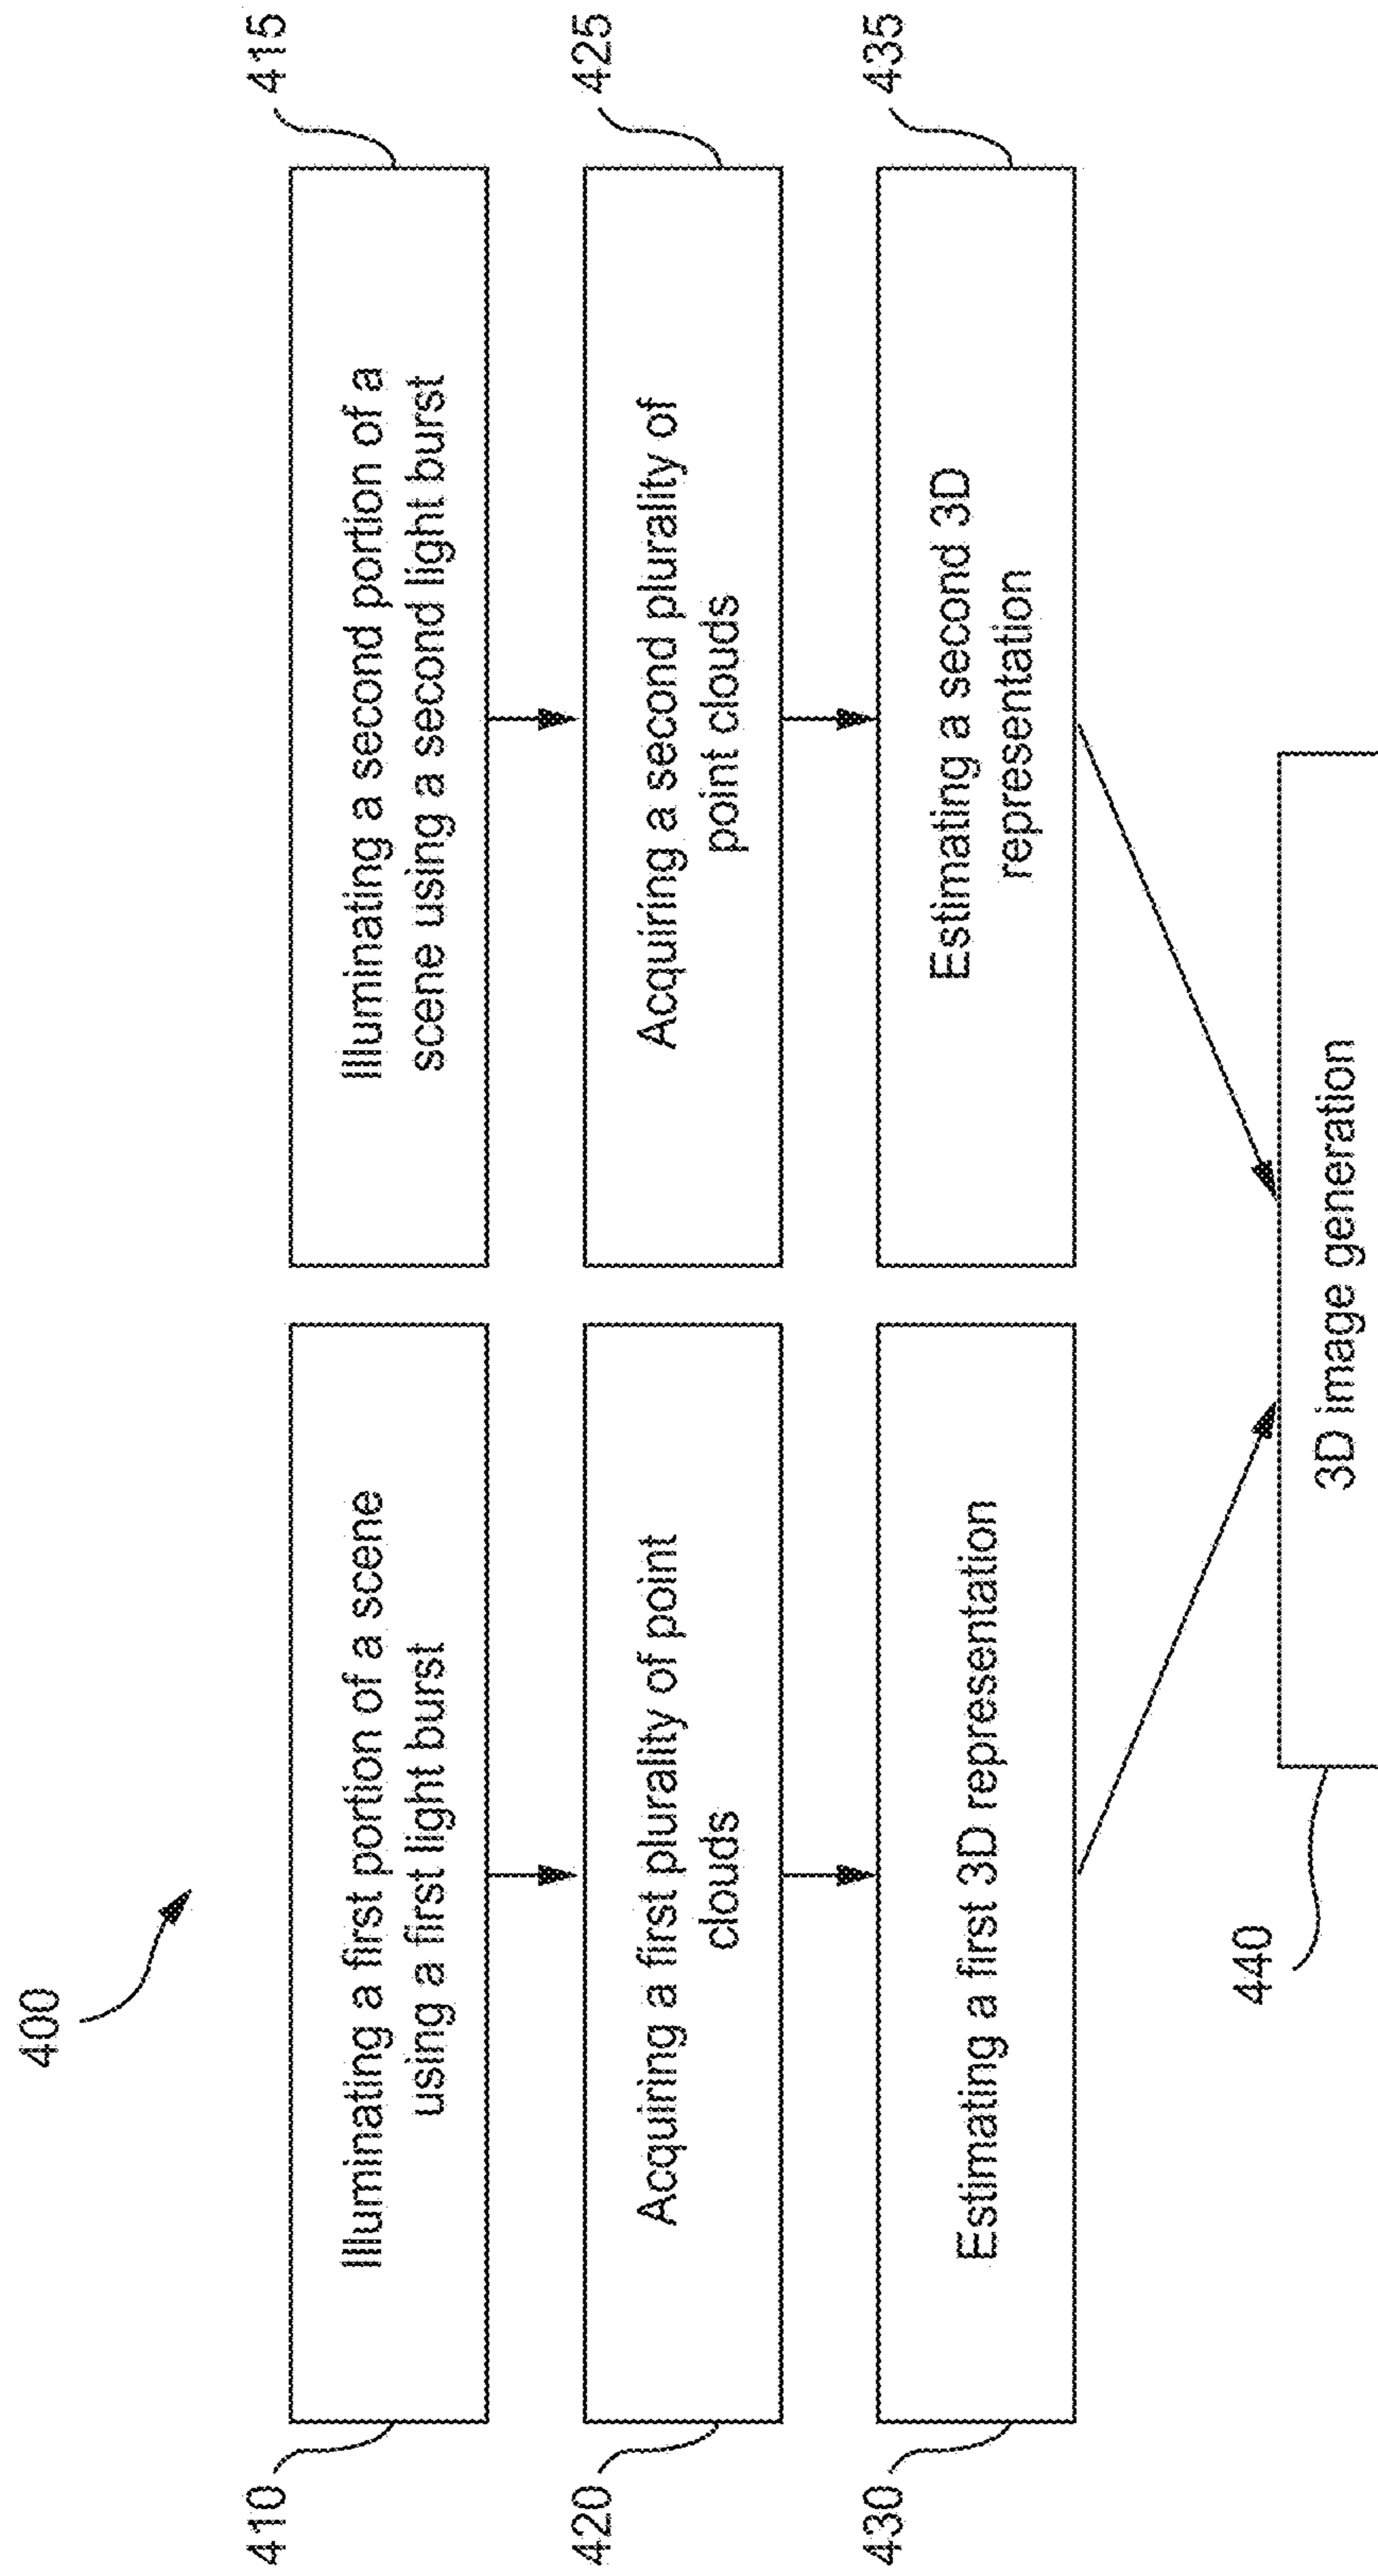 400
410
Illuminating a first portion of a scene
using a first light burst
415
Illuminating a second portion of a
scene using a second light burst
420
Acquiring a first plurality of point
clouds
425
Acquiring a second plurality of
point clouds
430
Estimating a first 3D representation
435
Estimating a second 3D
representation
440
3D image generation